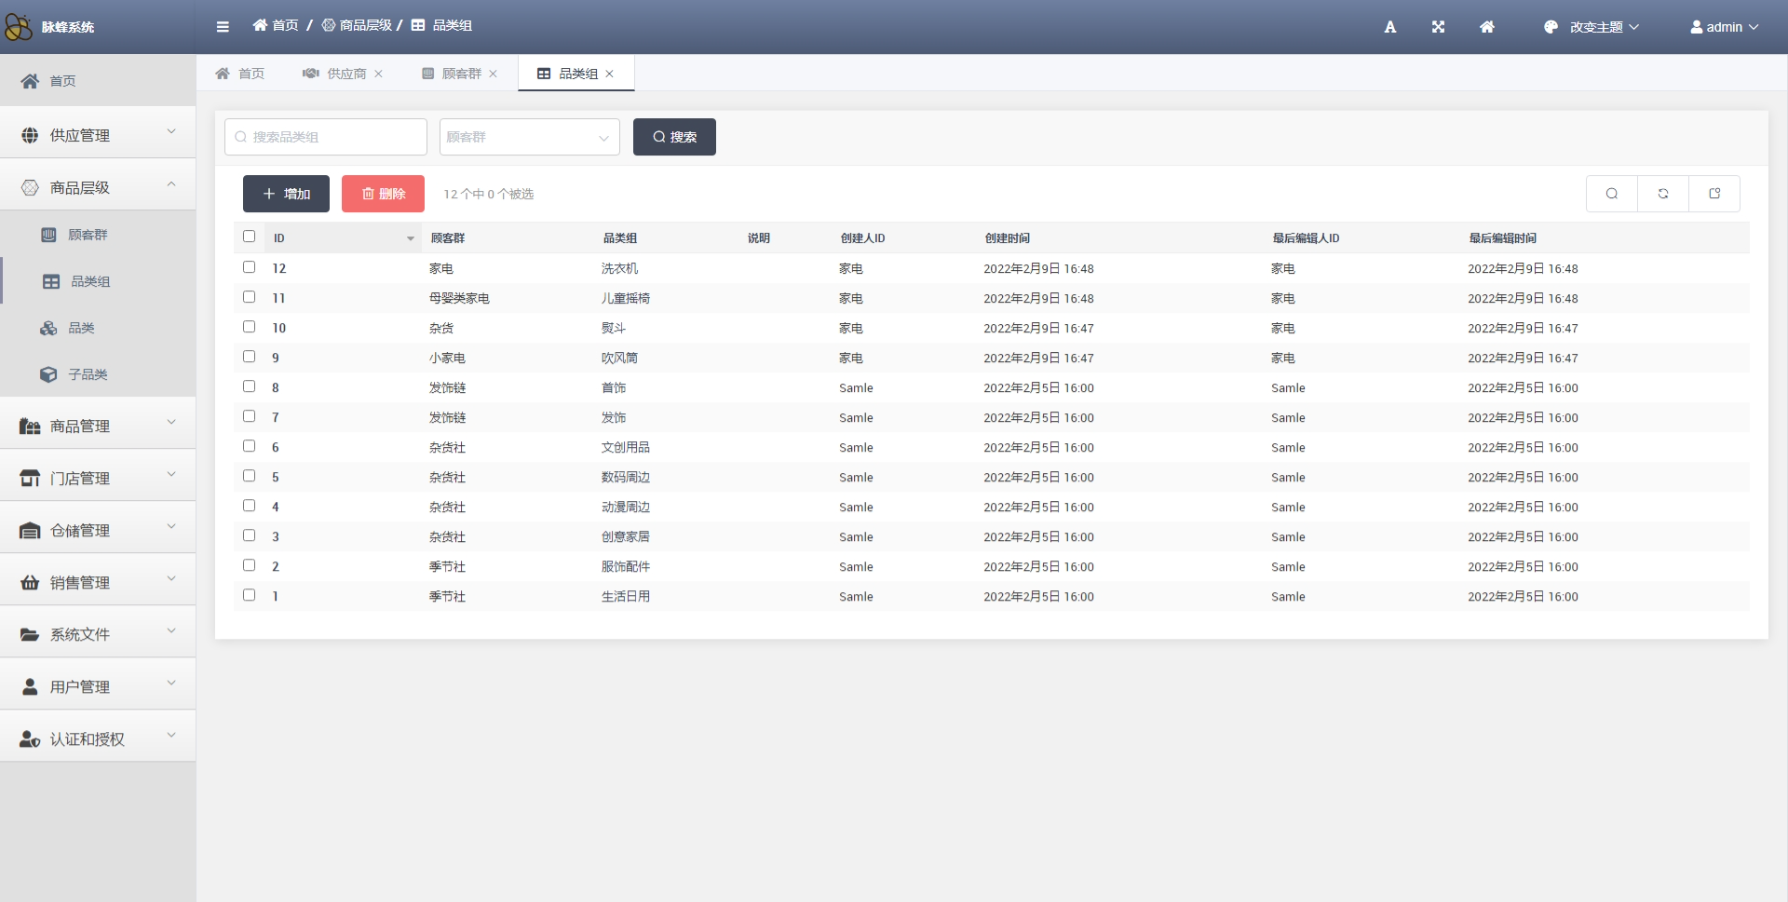 脉蜂系统
首页 / 商品层级 / 品类组
A
改变主题
admin
首页
供应管理
商品层级
顾客群
品类组
品类
子品类
商品管理
门店管理
仓储管理
销售管理
系统文件
用户管理
认证和授权
首页 供应商 × 顾客群 × 品类组 ×
搜索品类组 顾客群 搜索
+ 增加 删除 12 个中 0 个被选
ID 顾客群 品类组 说明 创建人ID 创建时间 最后编辑人ID 最后编辑时间
12 家电 洗衣机 家电 2022年2月9日 16:48 家电 2022年2月9日 16:48
11 母婴类家电 儿童摇椅 家电 2022年2月9日 16:48 家电 2022年2月9日 16:48
10 杂货 熨斗 家电 2022年2月9日 16:47 家电 2022年2月9日 16:47
9 小家电 吹风筒 家电 2022年2月9日 16:47 家电 2022年2月9日 16:47
8 发饰链 首饰 Samle 2022年2月5日 16:00 Samle 2022年2月5日 16:00
7 发饰链 发饰 Samle 2022年2月5日 16:00 Samle 2022年2月5日 16:00
6 杂货社 文创用品 Samle 2022年2月5日 16:00 Samle 2022年2月5日 16:00
5 杂货社 数码周边 Samle 2022年2月5日 16:00 Samle 2022年2月5日 16:00
4 杂货社 动漫周边 Samle 2022年2月5日 16:00 Samle 2022年2月5日 16:00
3 杂货社 创意家居 Samle 2022年2月5日 16:00 Samle 2022年2月5日 16:00
2 季节社 服饰配件 Samle 2022年2月5日 16:00 Samle 2022年2月5日 16:00
1 季节社 生活日用 Samle 2022年2月5日 16:00 Samle 2022年2月5日 16:00